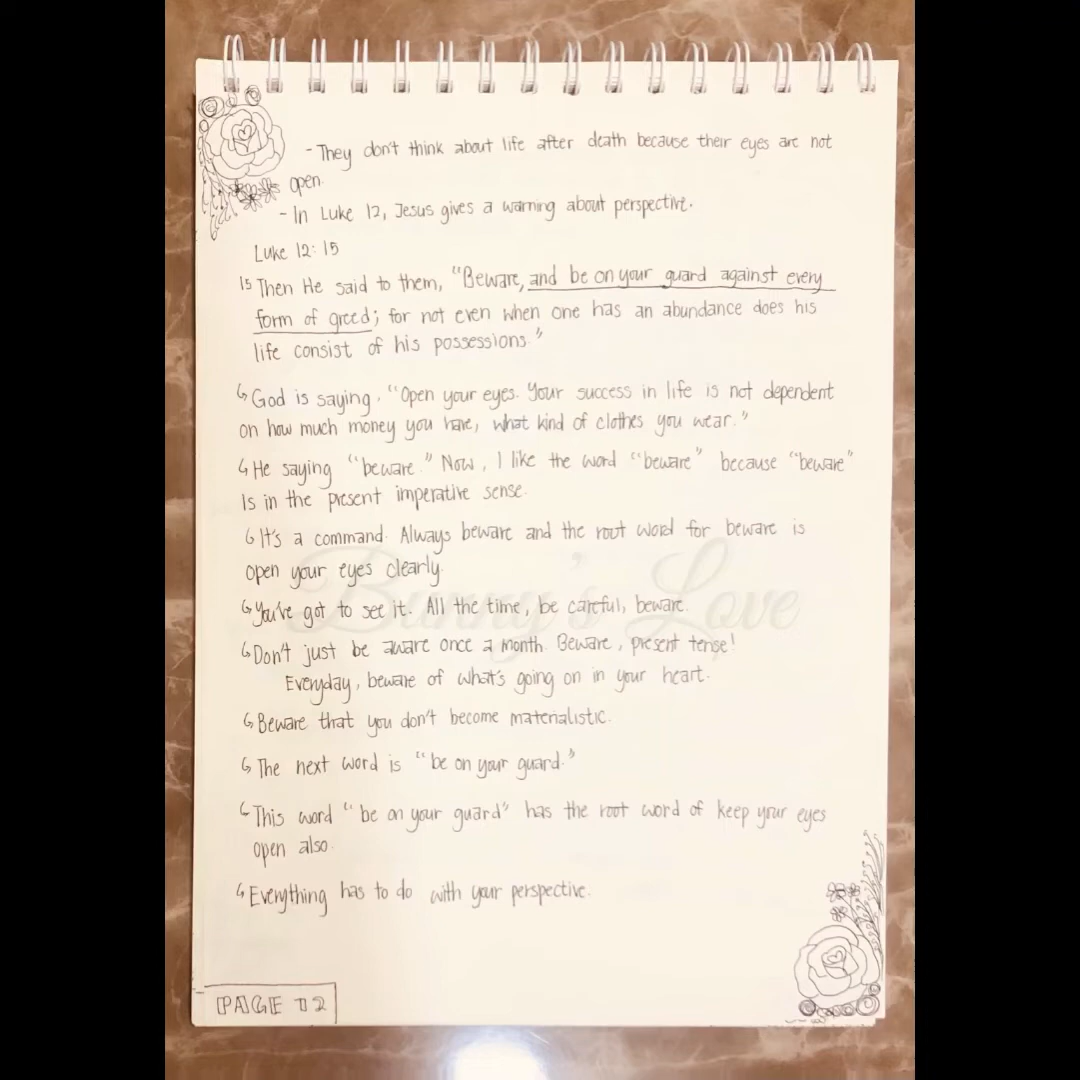 - They don't think about life after death because their eyes are not
open.
- In Luke 12, Jesus gives a warning about perspective.
Luke 12:15
15 Then He said to them, "Beware, and be on your guard against every
form of greed; for not even when one has an abundance does his
life consist of his possessions."
↳ God is saying, "Open your eyes. Your success in life is not dependent
on how much money you have, what kind of clothes you wear."
↳ He saying "beware." Now, I like the word "beware" because "beware"
Is in the present imperative sense.
↳ It's a command. Always beware and the root word for beware is
open your eyes clearly.
↳ You've got to see it. All the time, be careful, beware.
↳ Don't just be aware once a month. Beware, present tense!
Everyday, beware of what's going on in your heart.
↳ Beware that you don't become materialistic.
↳ The next word is "be on your guard."
↳ This word "be on your guard" has the root word of keep your eyes
open also.
↳ Everything has to do with your perspective.
PAGE 12
Bunny's Love